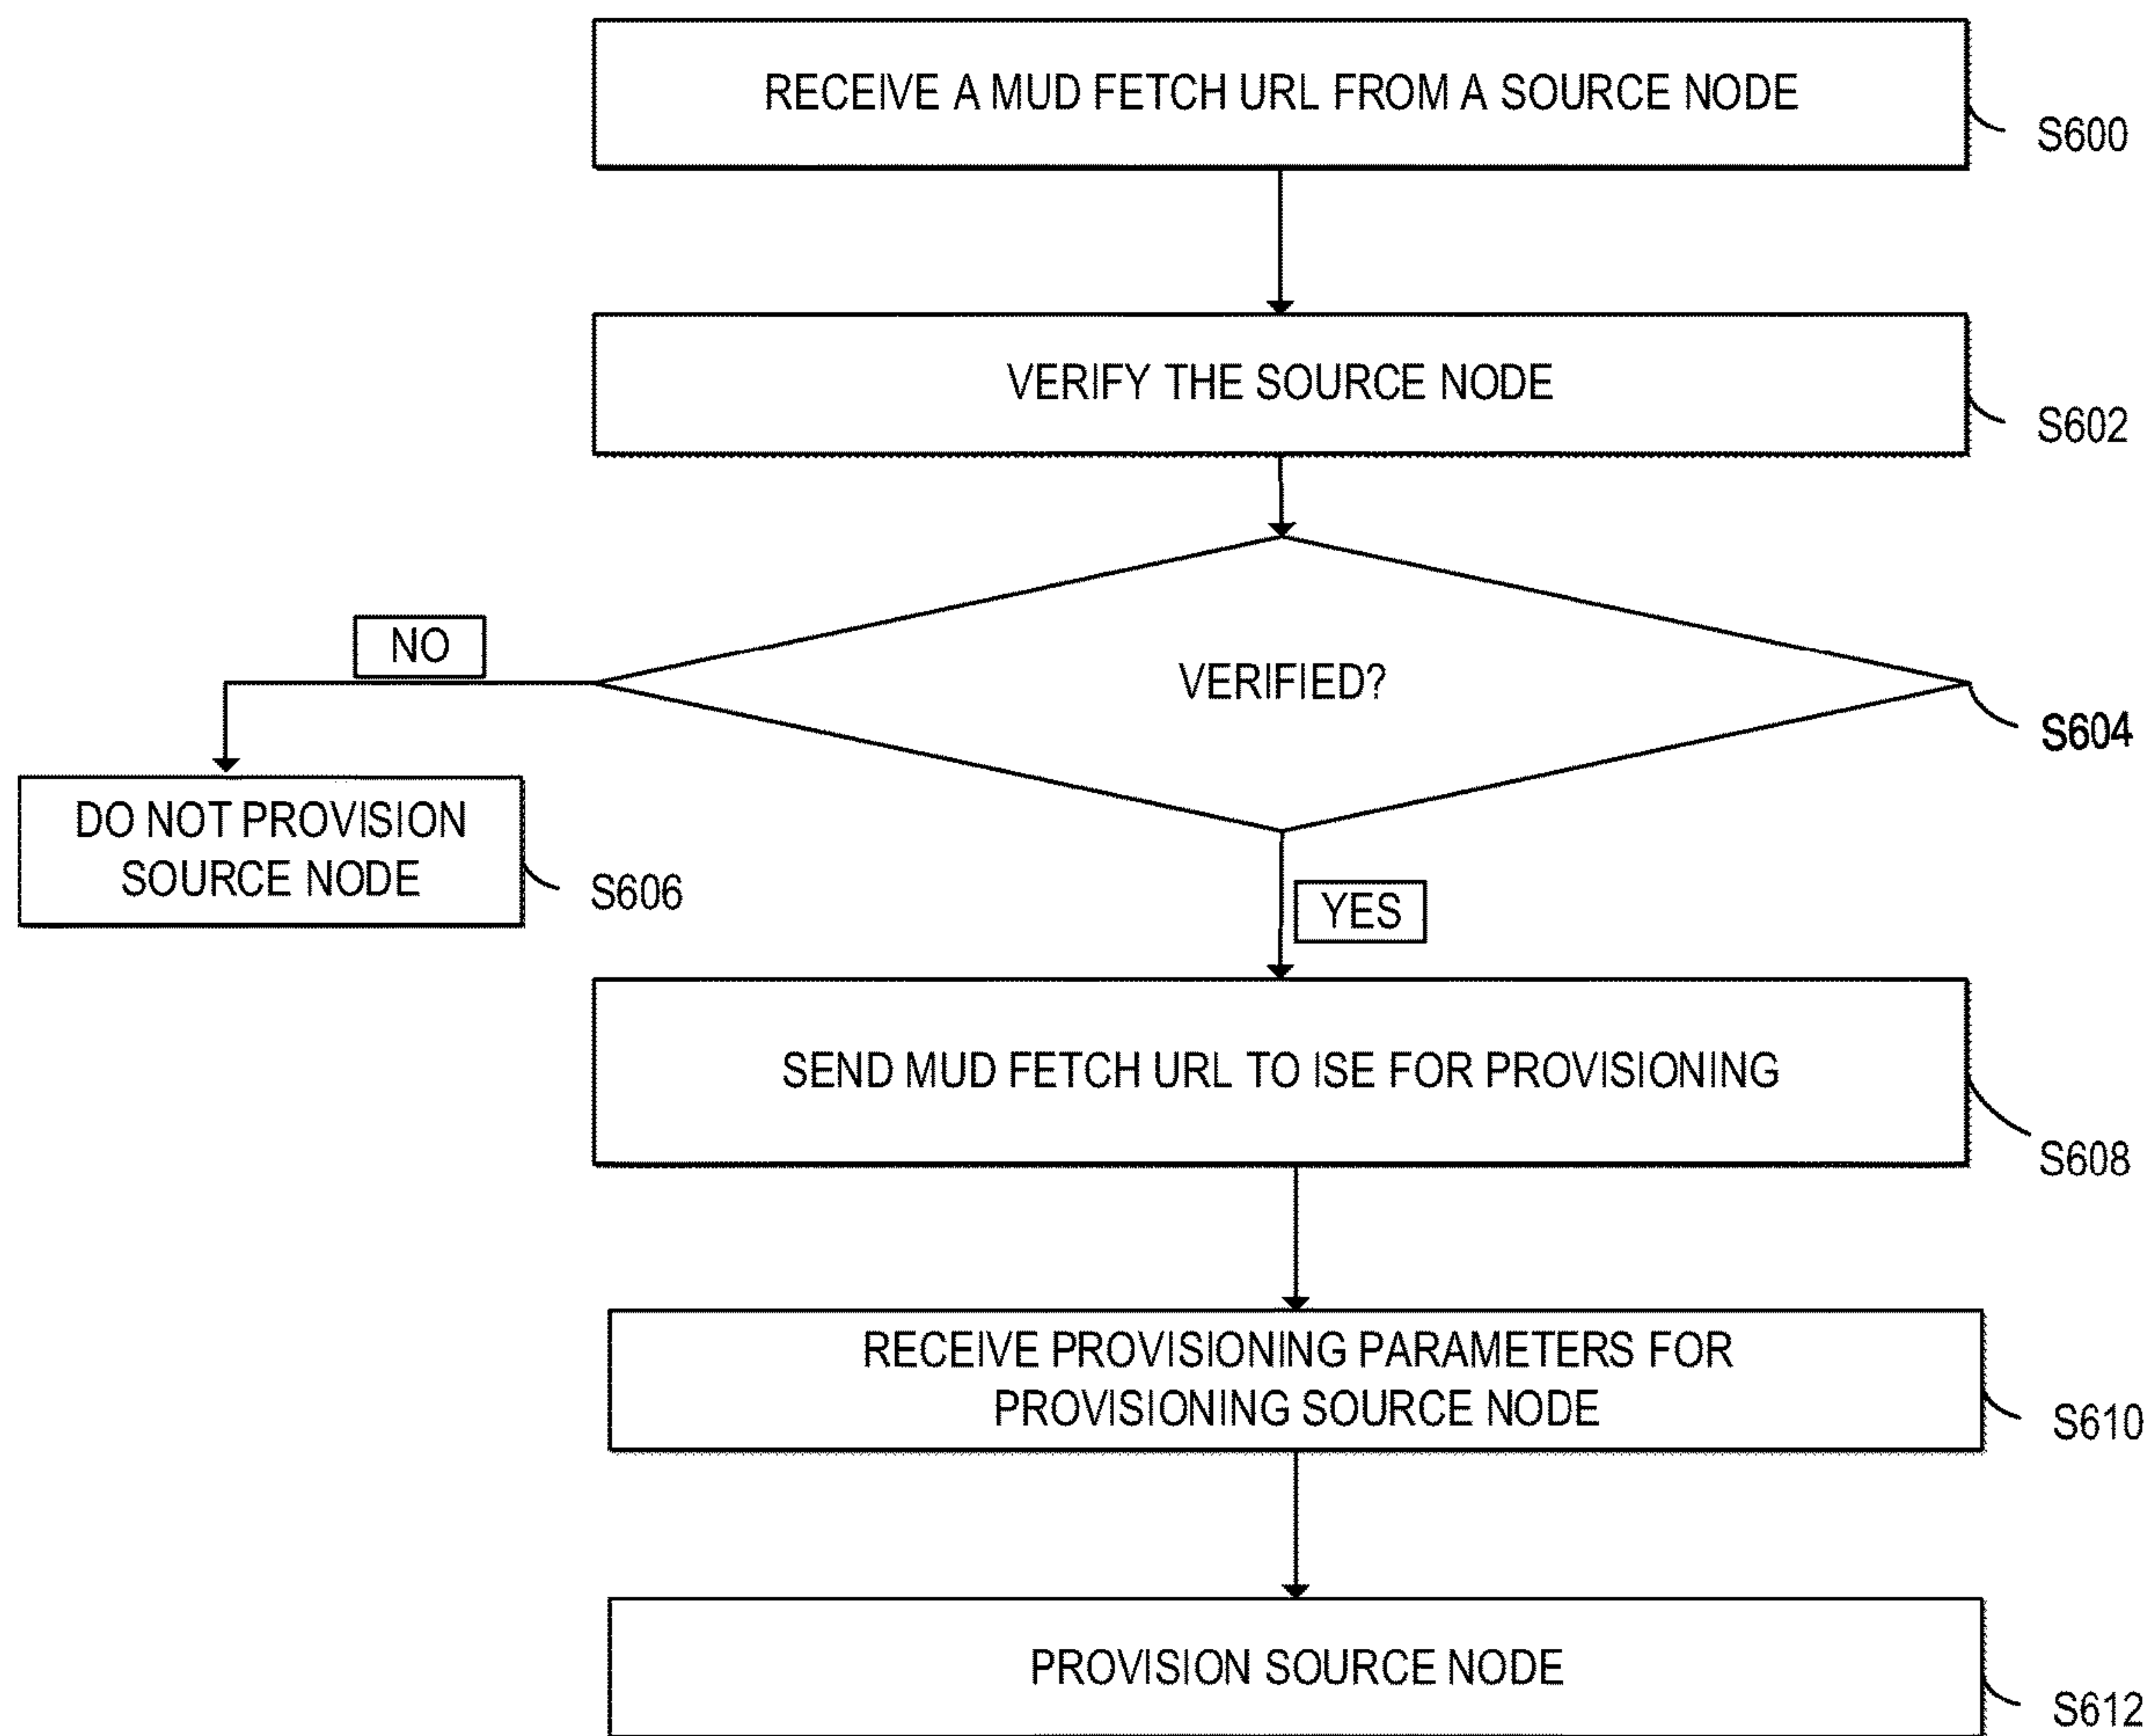 RECEIVE A MUD FETCH URL FROM A SOURCE NODE
S600
VERIFY THE SOURCE NODE
S602
NO
VERIFIED?
S604
DO NOT PROVISION
SOURCE NODE
S606
YES
SEND MUD FETCH URL TO ISE FOR PROVISIONING
S608
RECEIVE PROVISIONING PARAMETERS FOR
PROVISIONING SOURCE NODE
S610
PROVISION SOURCE NODE
S612